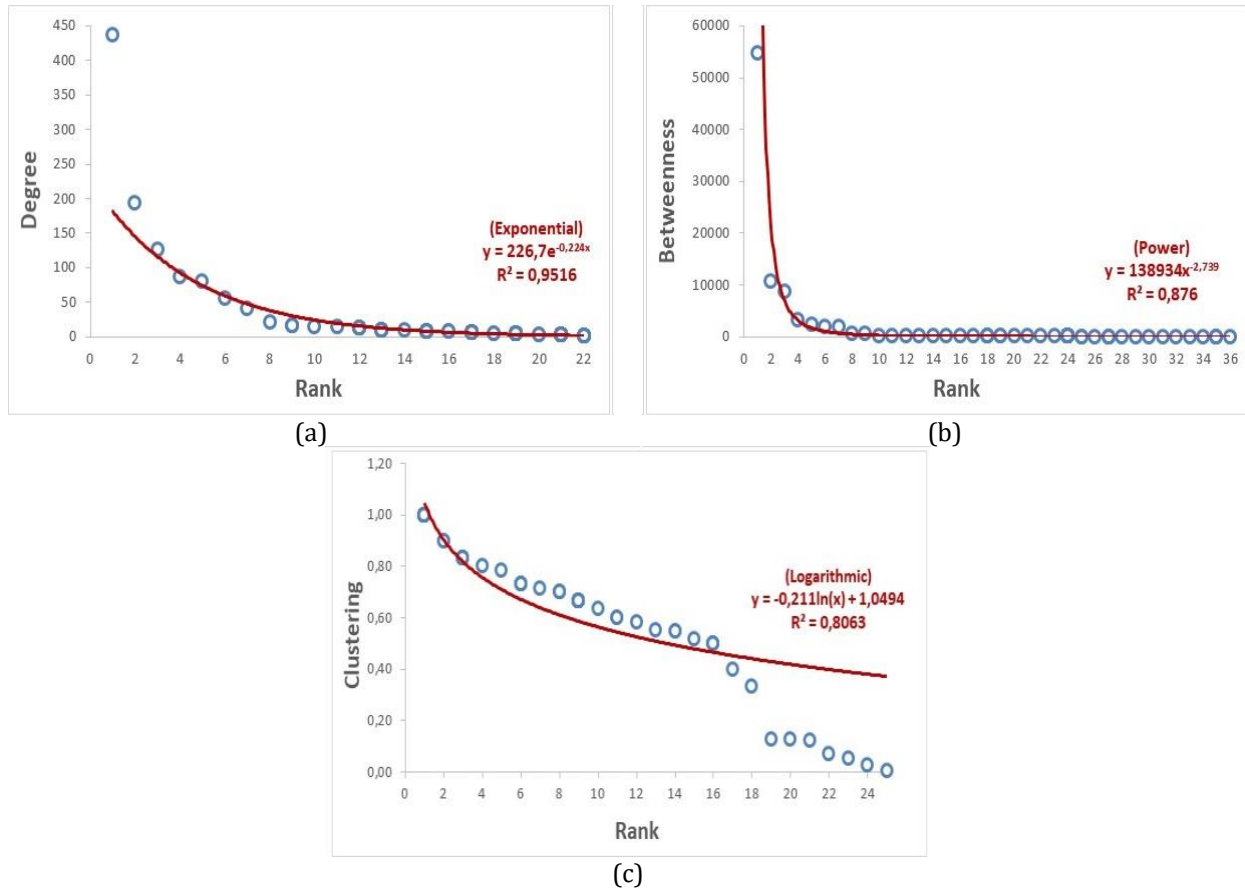 450
400
350
300
250
200
150
100
50
0
Degree
(Exponential)
y = 226,7e^-0,224x
R² = 0,9516
0 2 4 6 8 10 12 14 16 18 20 22
Rank
(a)
60000
50000
40000
30000
20000
10000
0
Betweenness
(Power)
y = 138934x^-2,739
R² = 0,876
0 2 4 6 8 10 12 14 16 18 20 22 24 26 28 30 32 34 36
Rank
(b)
1,20
1,00
0,80
0,60
0,40
0,20
0,00
Clustering
(Logarithmic)
y = -0,211ln(x) + 1,0494
R² = 0,8063
0 2 4 6 8 10 12 14 16 18 20 22 24
Rank
(c)